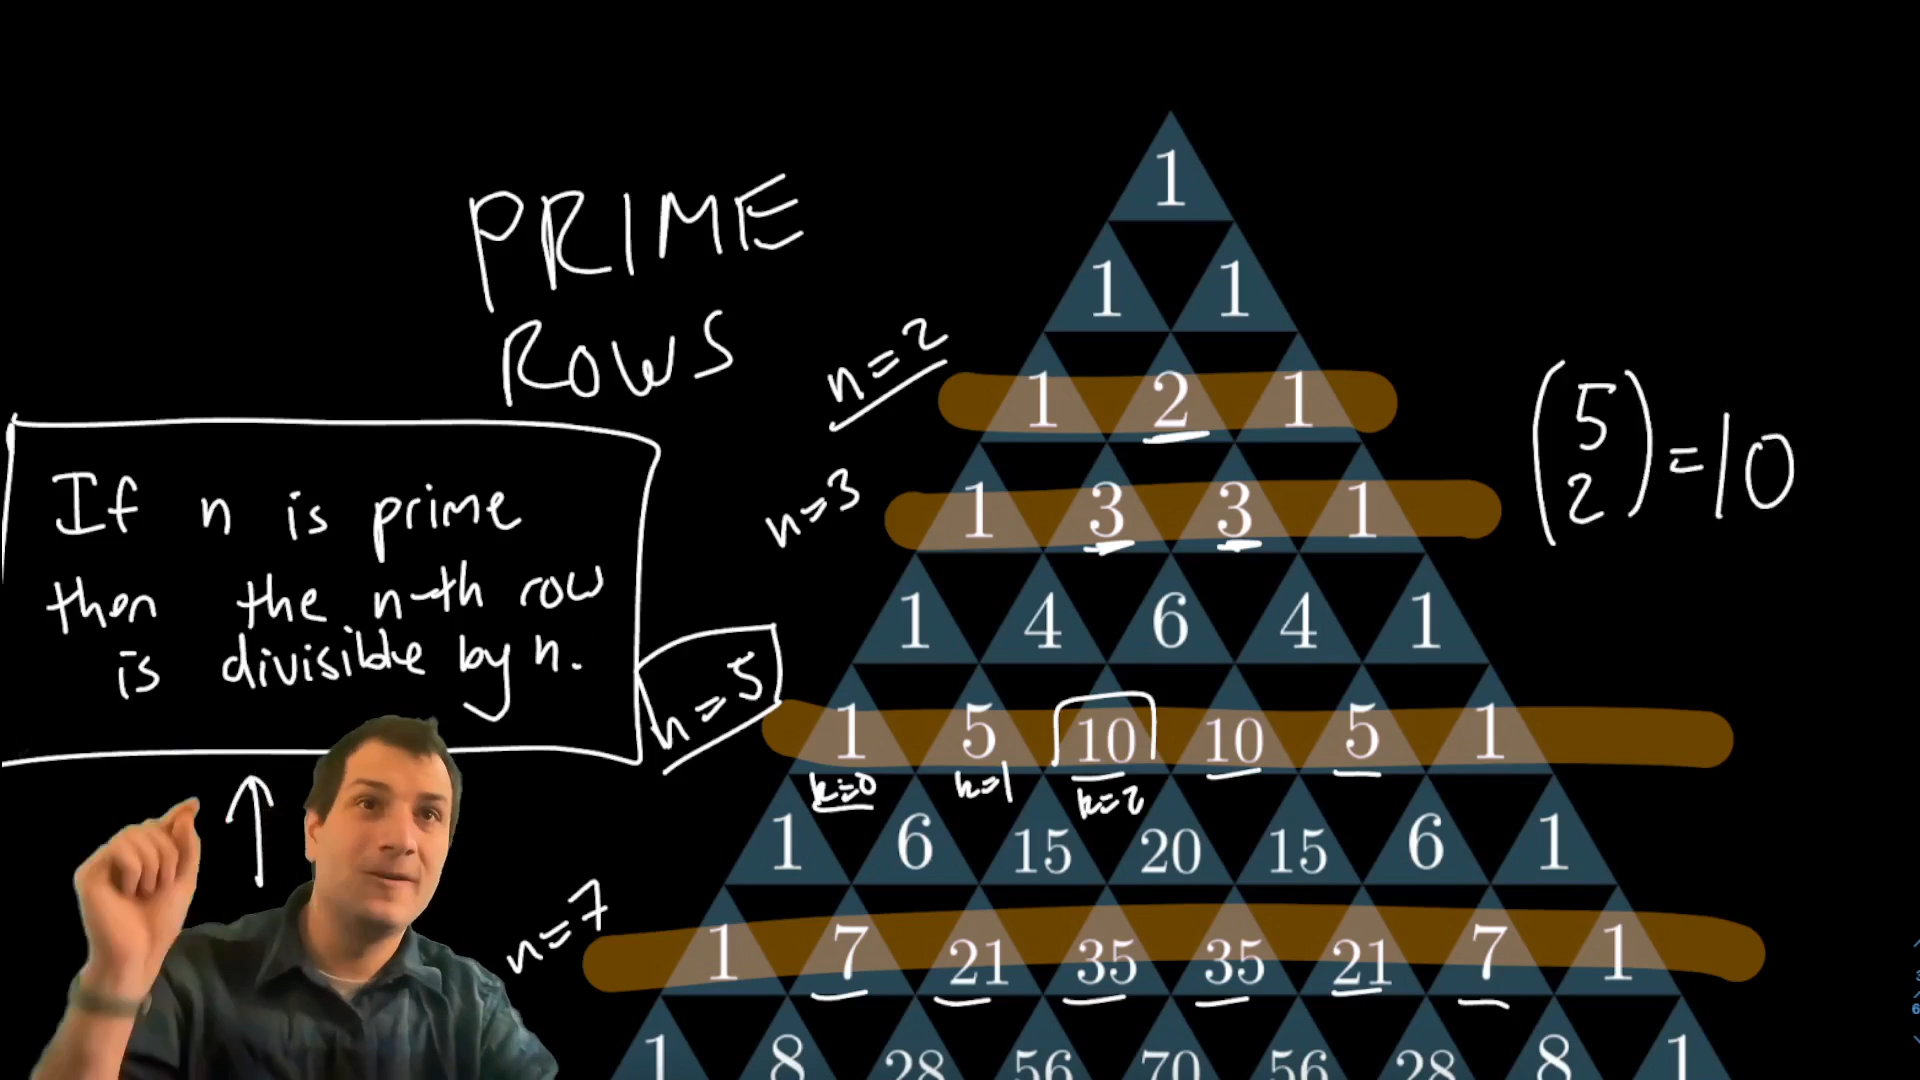 PRIME
ROWS
If n is prime
then the n-th row
is divisible by n.
n=2
n=3
n=5
n=7
1
1 1
1 2 1
1 3 3 1
1 4 6 4 1
1 5 10 10 5 1
k=0 k=1 k=2
1 6 15 20 15 6 1
1 7 21 35 35 21 7 1
1 8 28 56 70 56 28 8 1
(5
2) = 10